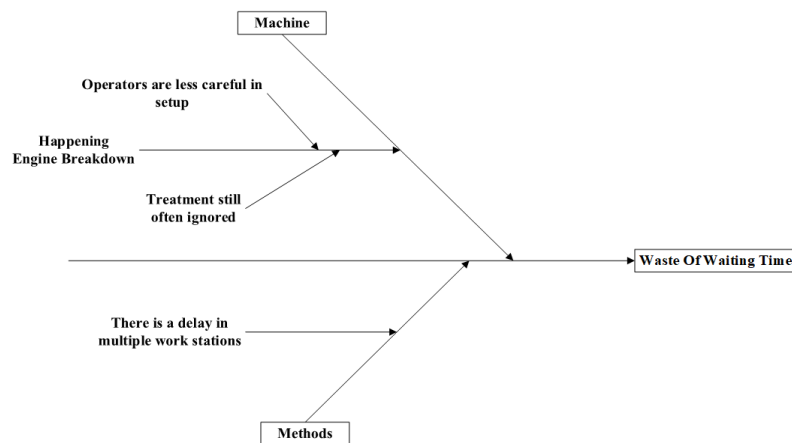 Machine
Operators are less careful in
setup
Happening
Engine Breakdown
Treatment still
often ignored
Waste Of Waiting Time
There is a delay in
multiple work stations
Methods